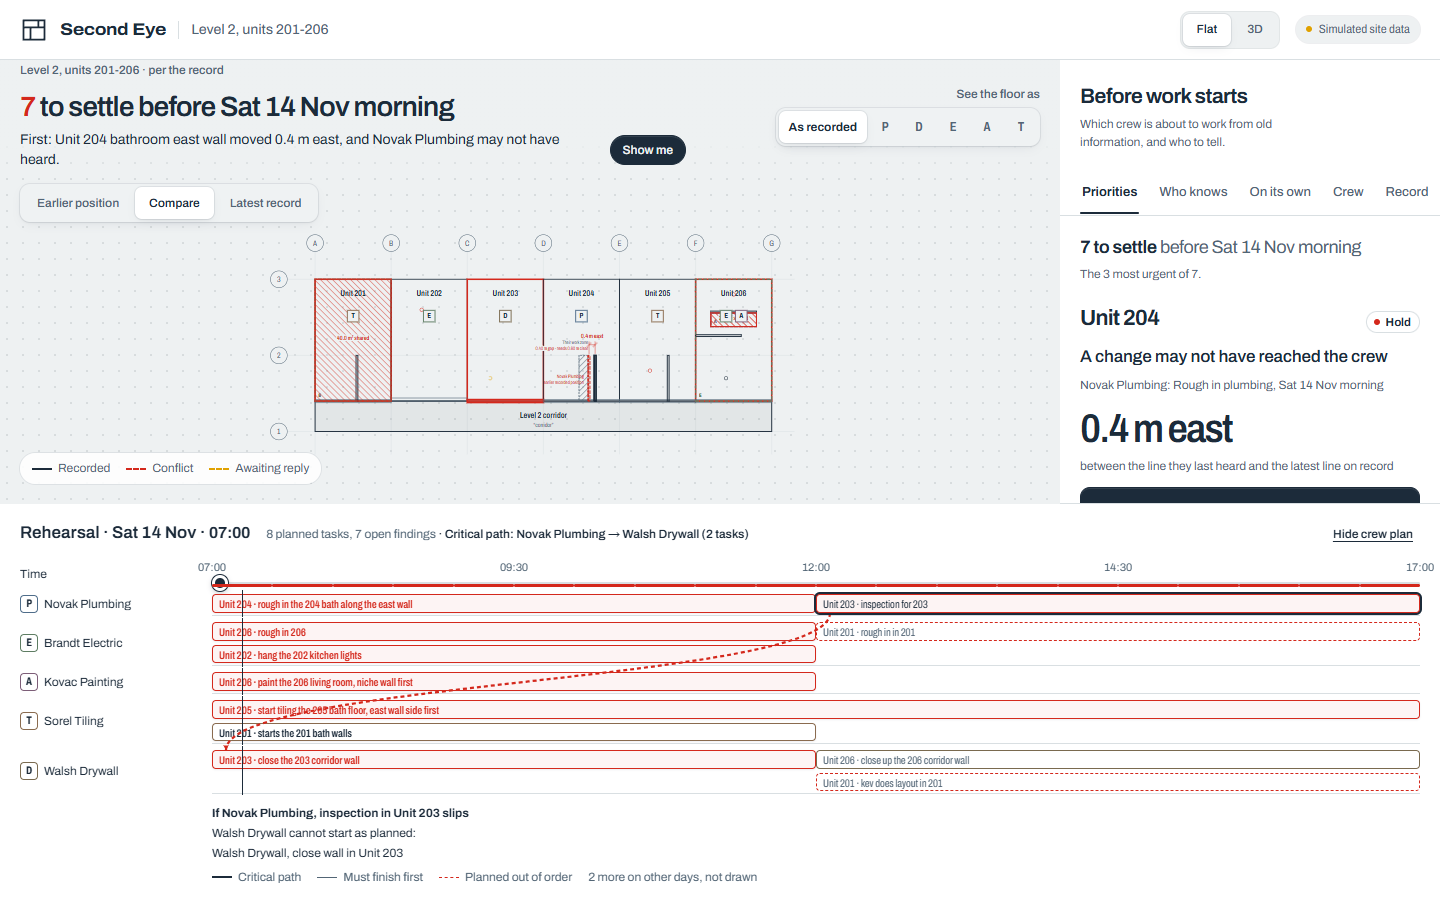 Second Eye
Level 2, units 201-206
Flat
3D
Simulated site data
Level 2, units 201-206 · per the record
7 to settle before Sat 14 Nov morning
First: Unit 204 bathroom east wall moved 0.4 m east, and Novak Plumbing may not have
heard.
Show me
See the floor as
As recorded
P
D
E
A
T
Earlier position
Compare
Latest record
A
B
C
D
E
F
G
3
2
1
Unit 201
Unit 202
Unit 203
Unit 204
Unit 205
Unit 206
T
E
D
P
T
E
A
0.4 m east
Level 2 corridor
"corridor"
Recorded
Conflict
Awaiting reply
Before work starts
Which crew is about to work from old
information, and who to tell.
Priorities
Who knows
On its own
Crew
Record
7 to settle before Sat 14 Nov morning
The 3 most urgent of 7.
Unit 204
Hold
A change may not have reached the crew
Novak Plumbing: Rough in plumbing, Sat 14 Nov morning
0.4 m east
between the line they last heard and the latest line on record
Rehearsal · Sat 14 Nov · 07:00
8 planned tasks, 7 open findings · Critical path: Novak Plumbing → Walsh Drywall (2 tasks)
Hide crew plan
Time
07:00
09:30
12:00
14:30
17:00
P Novak Plumbing
Unit 204 · rough in the 204 bath along the east wall
Unit 203 · inspection for 203
E Brandt Electric
Unit 206 · rough in 206
Unit 201 · rough in in 201
Unit 202 · hang the 202 kitchen lights
A Kovac Painting
Unit 206 · paint the 206 living room, niche wall first
T Sorel Tiling
Unit 205 · start tiling the 205 bath floor, east wall side first
Unit 201 · starts the 201 bath walls
D Walsh Drywall
Unit 203 · close the 203 corridor wall
Unit 206 · close up the 206 corridor wall
Unit 201 · kev does layout in 201
If Novak Plumbing, inspection in Unit 203 slips
Walsh Drywall cannot start as planned:
Walsh Drywall, close wall in Unit 203
Critical path
Must finish first
Planned out of order
2 more on other days, not drawn